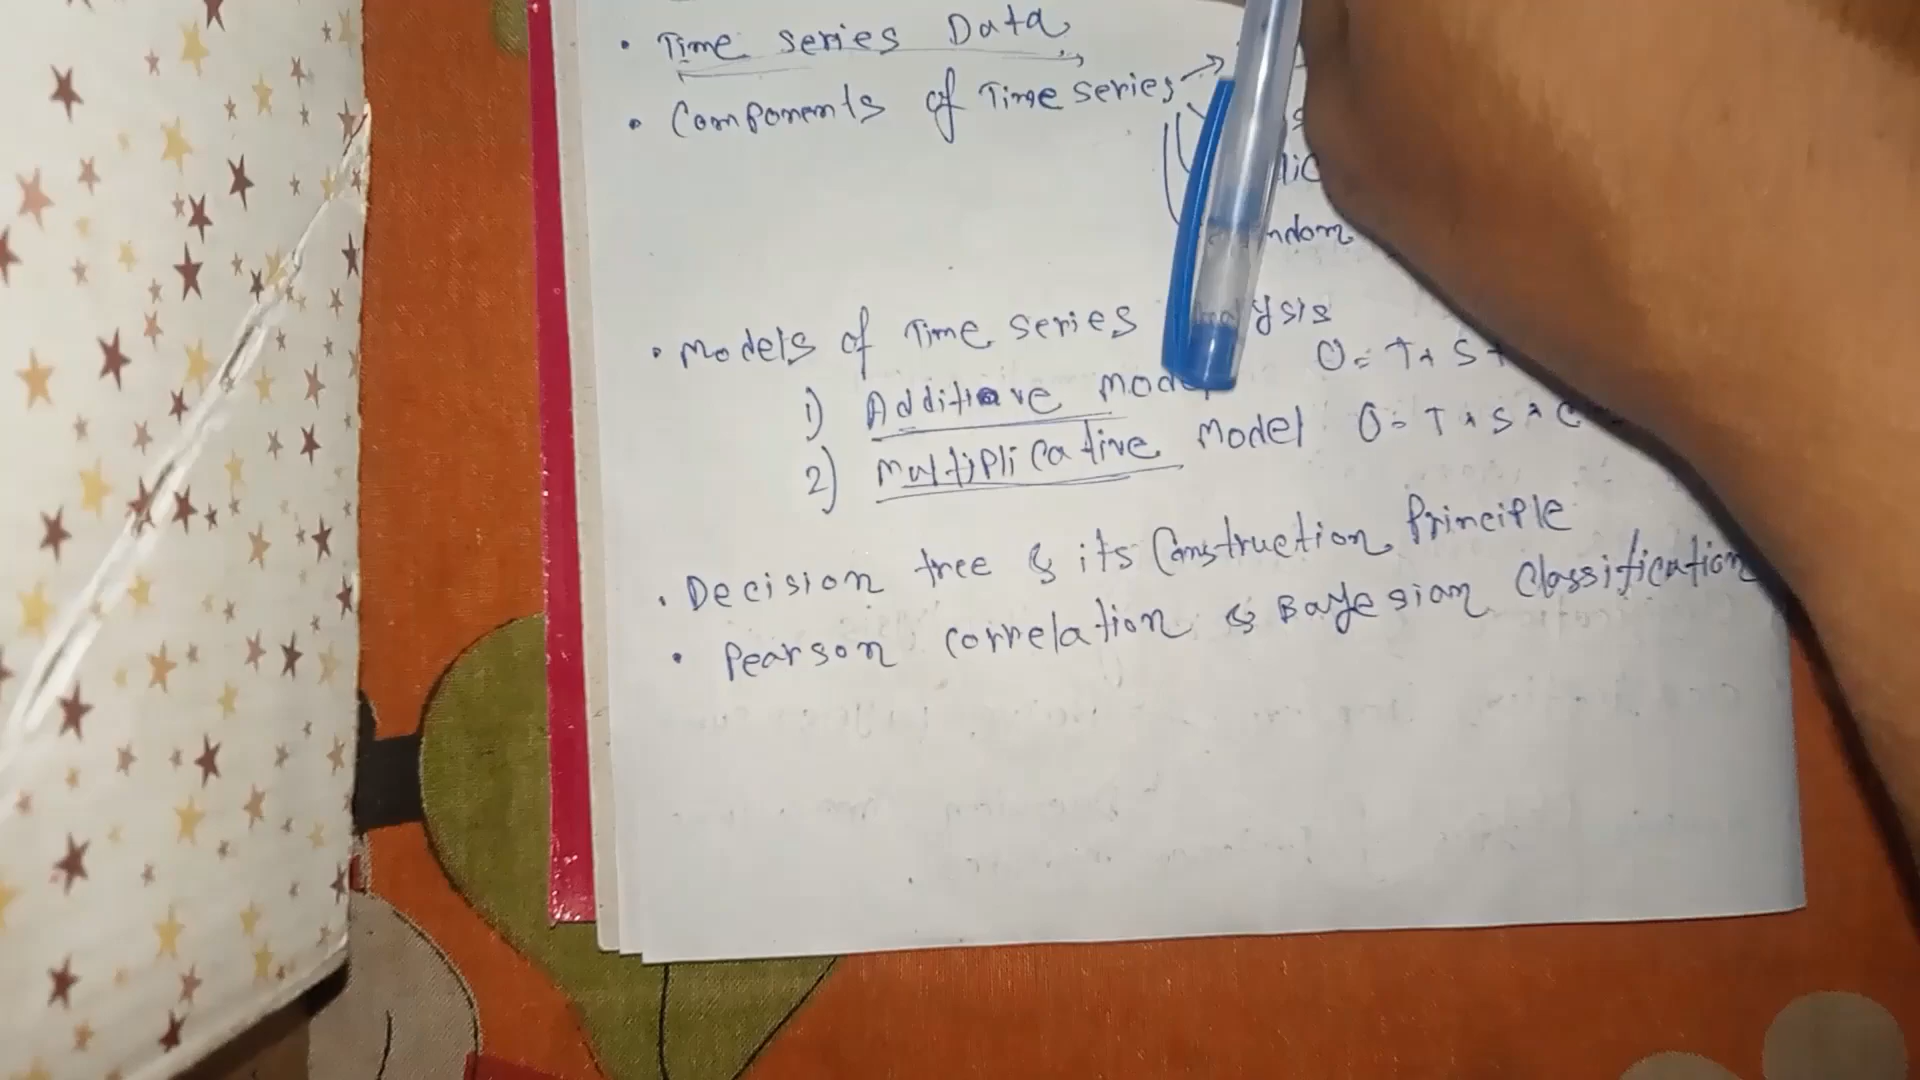 • Time series Data
• Components of Time series →
• Models of Time series
O = T + S +
1) Additive
2) Multiplicative Model O = T * S * C
• Decision tree & its Construction Principle
• Pearson correlation & Bayesian Classification